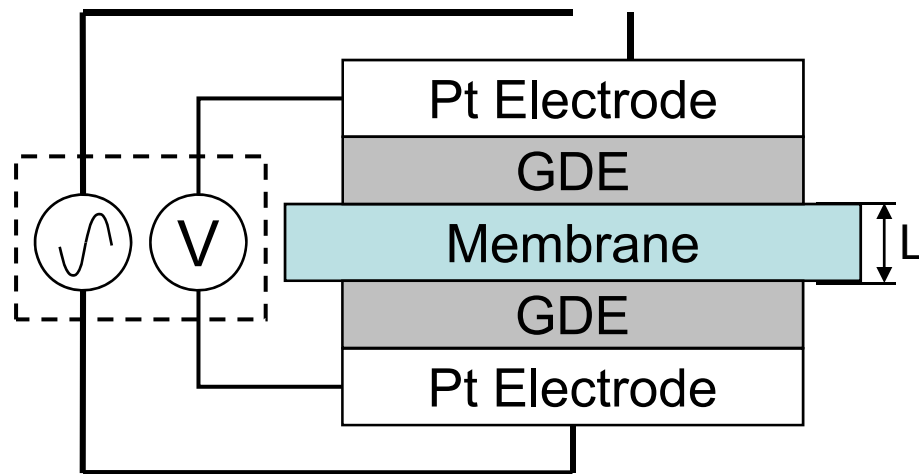 Pt Electrode
GDE
V
Membrane
L
GDE
Pt Electrode